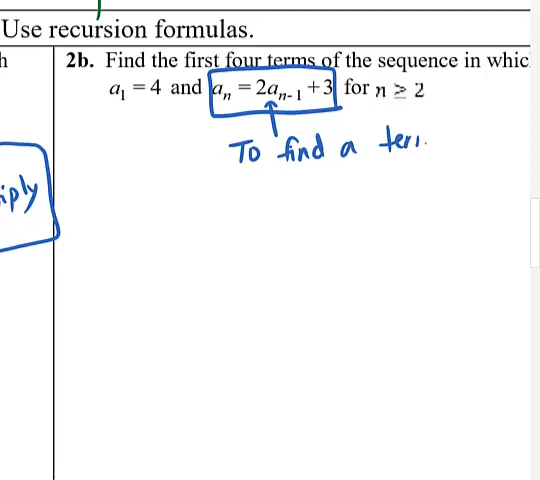 Use recursion formulas.
h
2b. Find the first four terms of the sequence in whic
a₁ = 4 and aₙ = 2aₙ₋₁ + 3 for n ≥ 2
To find a
iply